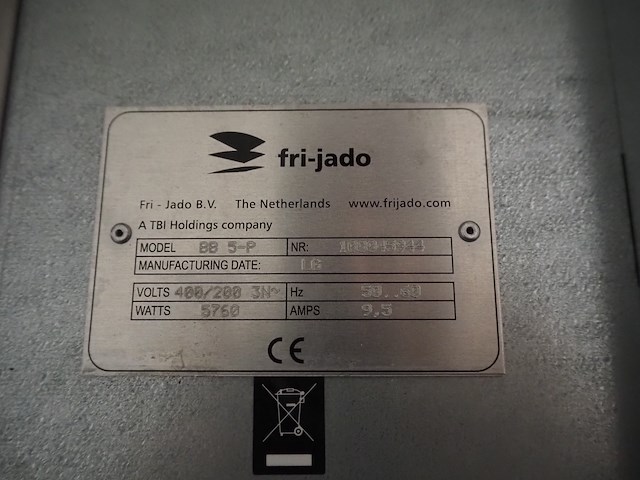 fri-jado
Fri - Jado B.V. The Netherlands www.frijado.com
A TBI Holdings company
MODEL BB 5-P NR:
MANUFACTURING DATE: LG
VOLTS 400/200 3N~ Hz
WATTS 5760 AMPS 9,5
CE